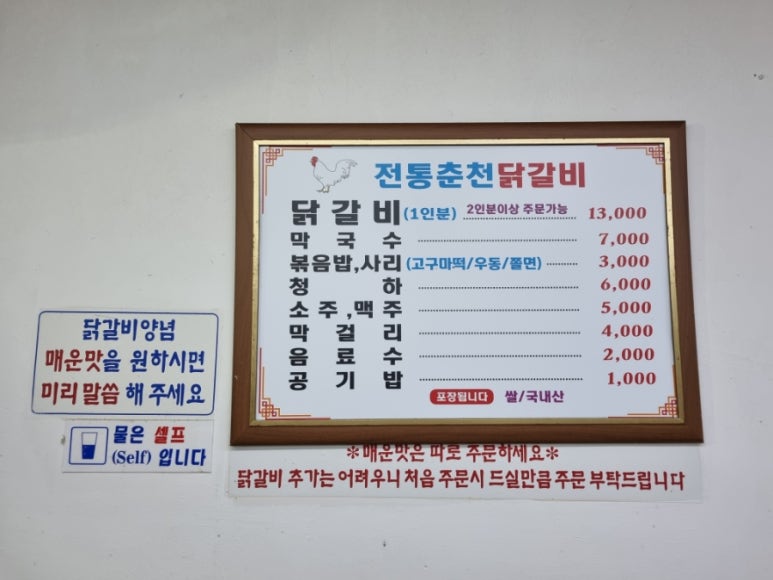 전통춘천닭갈비
닭갈비(1인분) 2인분이상 주문가능 13,000
막국수 7,000
볶음밥,사리(고구마떡/우동/쫄면) 3,000
청하 6,000
소주,맥주 5,000
막걸리 4,000
음료수 2,000
공기밥 1,000
포장됩니다 쌀/국내산
닭갈비양념
매운맛을 원하시면
미리 말씀 해 주세요
물은 셀프
(Self) 입니다
*매운맛은 따로 주문하세요*
닭갈비 추가는 어려우니 처음 주문시 드실만큼 주문 부탁드립니다